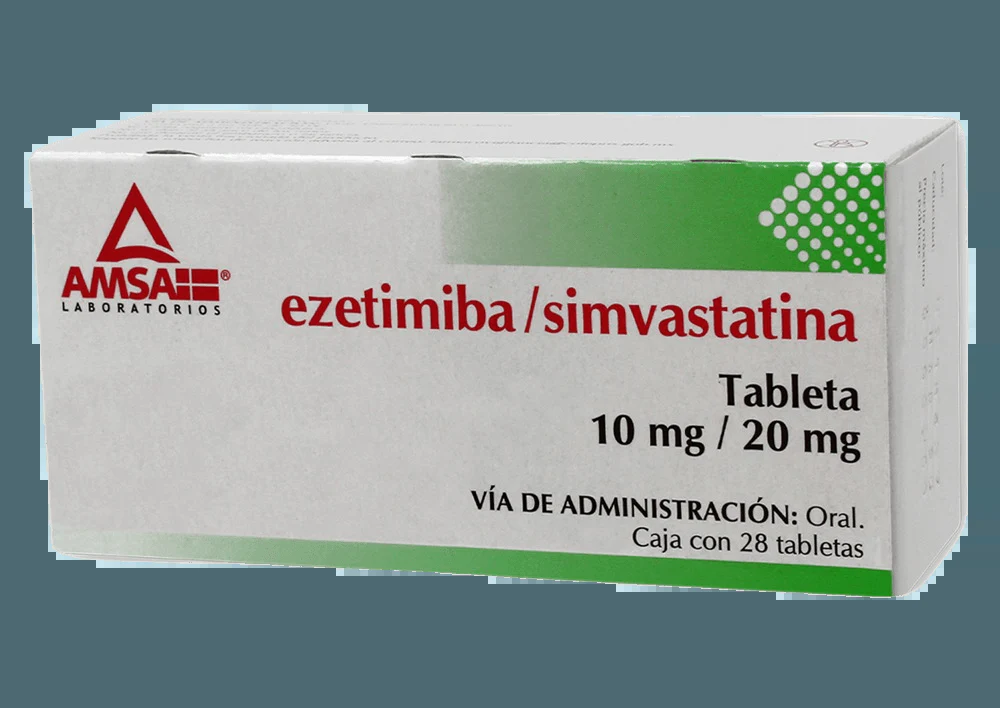 AMSA®
LABORATORIOS
ezetimiba/simvastatina
Tableta
10 mg / 20 mg
VÍA DE ADMINISTRACIÓN: Oral.
Caja con 28 tabletas